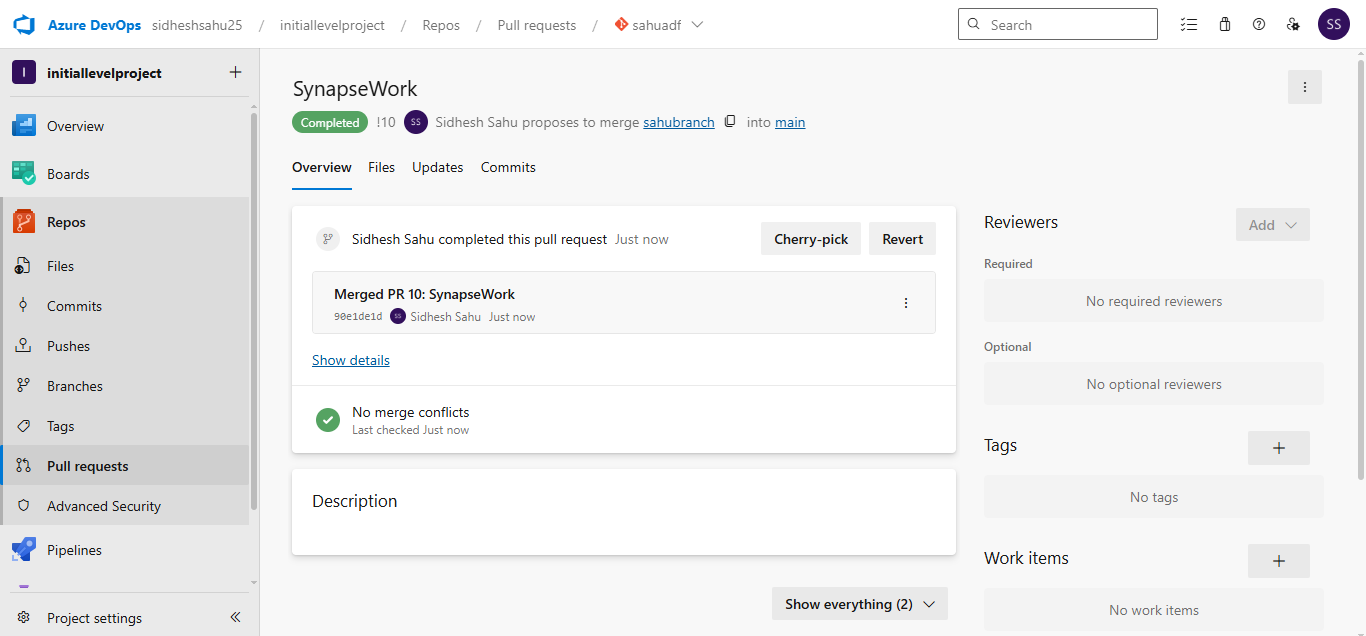 Azure DevOps sidheshsahu25 / initiallevelproject / Repos / Pull requests / sahuadf
Search
SS
I initiallevelproject
Overview
Boards
Repos
Files
Commits
Pushes
Branches
Tags
Pull requests
Advanced Security
Pipelines
Project settings
SynapseWork
Completed !10 SS Sidhesh Sahu proposes to merge sahubranch into main
Overview Files Updates Commits
Sidhesh Sahu completed this pull request Just now
Cherry-pick Revert
Merged PR 10: SynapseWork
90e1de1d SS Sidhesh Sahu Just now
Show details
No merge conflicts
Last checked Just now
Description
Show everything (2)
Reviewers
Add
Required
No required reviewers
Optional
No optional reviewers
Tags
No tags
Work items
No work items